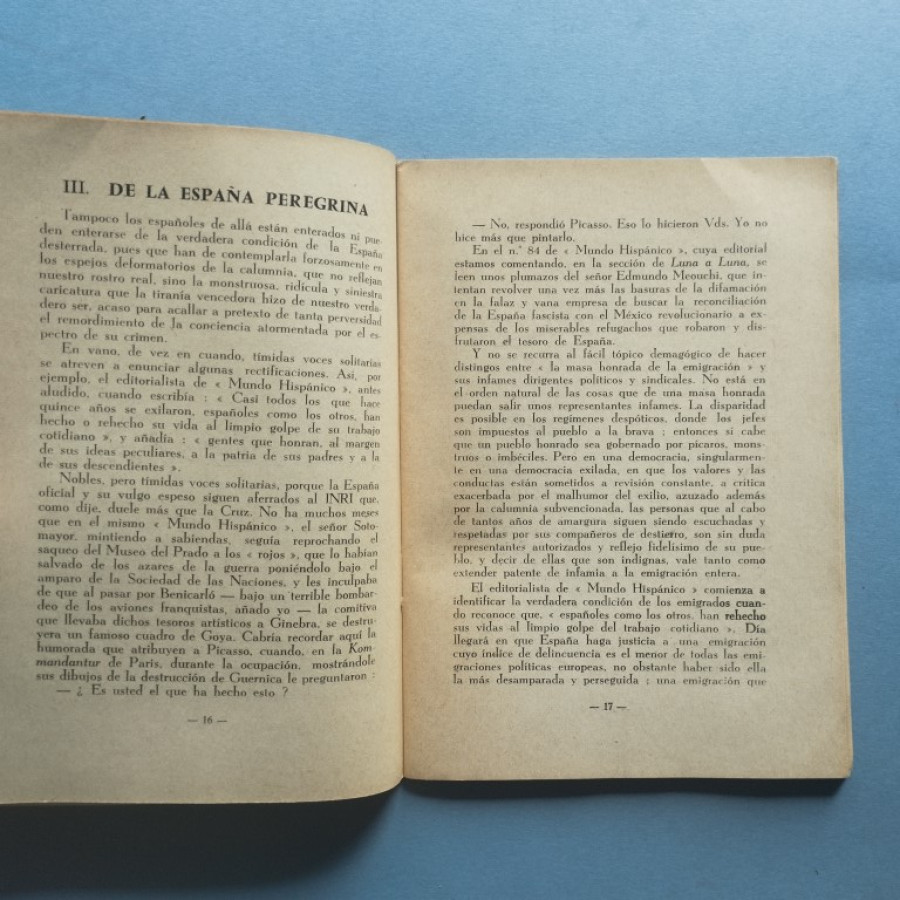 III. DE LA ESPAÑA PEREGRINA
Tampoco los españoles de allá están enterados ni pue-
den enterarse de la verdadera condición de la España
desterrada, pues que han de contemplarla forzosamente en
los espejos deformatorios de la calumnia, que no reflejan
nuestro rostro real, sino la monstruosa, ridícula y siniestra
caricatura que la tiranía vencedora hizo de nuestro verda-
dero ser, acaso para acallar a pretexto de tanta perversidad
el remordimiento de la conciencia atormentada por el es-
pectro de su crimen.
En vano, de vez en cuando, tímidas voces solitarias
se atreven a enunciar algunas rectificaciones. Así, por
ejemplo, el editorialista de « Mundo Hispánico », antes
aludido, cuando escribía : « Casi todos los que hace
quince años se exilaron, españoles como los otros, han
hecho o rehecho su vida al limpio golpe de su trabajo
cotidiano », y añadía : « gentes que honran, al margen
de sus ideas peculiares, a la patria de sus padres y a la
de sus descendientes ».
Nobles, pero tímidas voces solitarias, porque la España
oficial y su vulgo espeso siguen aferrados al INRI que,
como dije, duele más que la Cruz. No ha muchos meses
que en el mismo « Mundo Hispánico », el señor Soto-
mayor, mintiendo a sabiendas, seguía reprochando el
saqueo del Museo del Prado a los « rojos », que lo habían
salvado de los azares de la guerra poniéndolo bajo el
amparo de la Sociedad de las Naciones, y les inculpaba
de que al pasar por Benicarló — bajo un terrible bombar-
deo de los aviones franquistas, añado yo — la comitiva
que llevaba dichos tesoros artísticos a Ginebra, se destru-
yera un famoso cuadro de Goya. Cabría recordar aquí la
humorada que atribuyen a Picasso, cuando, en la Kom-
mandantur de París, durante la ocupación, mostrándole
sus dibujos de la destrucción de Guernica le preguntaron :
— ¿ Es usted el que ha hecho esto ?
— 16 —
— No, respondió Picasso. Eso lo hicieron Vds. Yo no
hice más que pintarlo.
En el n.º 84 de « Mundo Hispánico », cuya editorial
estamos comentando, en la sección de Luna a Luna, se
leen unos plumazos del señor Edmundo Meouchi, que in-
tentan revolver una vez más las basuras de la difamación
en la falaz y vana empresa de buscar la reconciliación
de la España fascista con el México revolucionario a ex-
pensas de los miserables refugachos que robaron y dis-
frutaron el tesoro de España.
Y no se recurra al fácil tópico demagógico de hacer
distingos entre « la masa honrada de la emigración » y
sus infames dirigentes políticos y sindicales. No está en
el orden natural de las cosas que de una masa honrada
puedan salir unos representantes infames. La disparidad
es posible en los regímenes despóticos, donde los jefes
son impuestos al pueblo a la brava ; entonces si cabe
que un pueblo honrado sea gobernado por pícaros, mons-
truos o imbéciles. Pero en una democracia, singularmen-
te en una democracia exilada, en que los valores y las
conductas están sometidos a revisión constante, a crítica
exacerbada por el malhumor del exilio, azuzado además
por la calumnia subvencionada, las personas que al cabo
de tantos años de amargura siguen siendo escuchadas y
respetadas por sus compañeros de destierro, son sin duda
representantes autorizados y reflejo fidelísimo de su pue-
blo, y decir de ellas que son indignas, vale tanto como
extender patente de infamia a la emigración entera.
El editorialista de « Mundo Hispánico » comienza a
identificar la verdadera condición de los emigrados cuan-
do reconoce que, « españoles como los otros, han rehecho
sus vidas al limpio golpe del trabajo cotidiano ». Día
llegará en que España haga justicia a una emigración
cuyo índice de delincuencia es el menor de todas las emi-
graciones políticas europeas, no obstante haber sido ella
la más desamparada y perseguida ; una emigración que
— 17 —